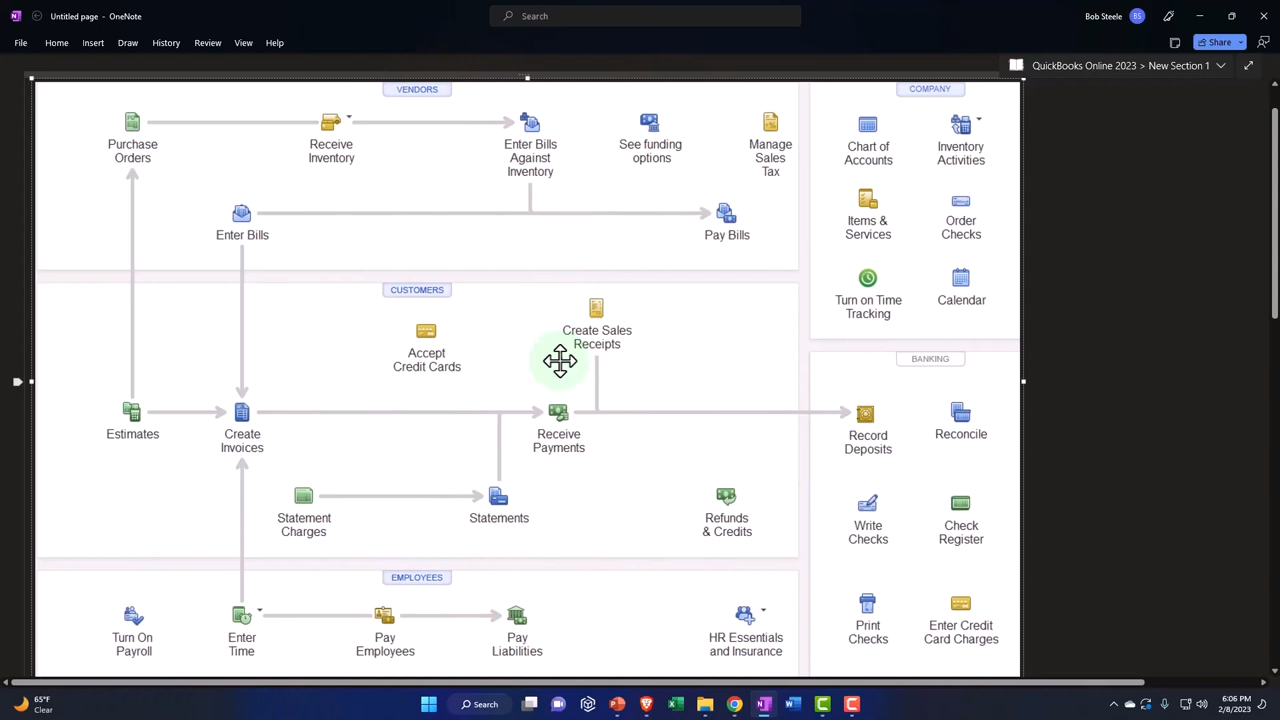 Untitled page - OneNote
Search
Bob Steele
BS
File
Home
Insert
Draw
History
Review
View
Help
Share
QuickBooks Online 2023 > New Section 1
VENDORS
Purchase
Orders
Receive
Inventory
Enter Bills
Against
Inventory
See funding
options
Manage
Sales
Tax
Enter Bills
Pay Bills
CUSTOMERS
Accept
Credit Cards
Create Sales
Receipts
Estimates
Create
Invoices
Receive
Payments
Statement
Charges
Statements
Refunds
& Credits
EMPLOYEES
Turn On
Payroll
Enter
Time
Pay
Employees
Pay
Liabilities
HR Essentials
and Insurance
COMPANY
Chart of
Accounts
Inventory
Activities
Items &
Services
Order
Checks
Turn on Time
Tracking
Calendar
BANKING
Record
Deposits
Reconcile
Write
Checks
Check
Register
Print
Checks
Enter Credit
Card Charges
65°F
Clear
Search
6:06 PM
2/8/2023